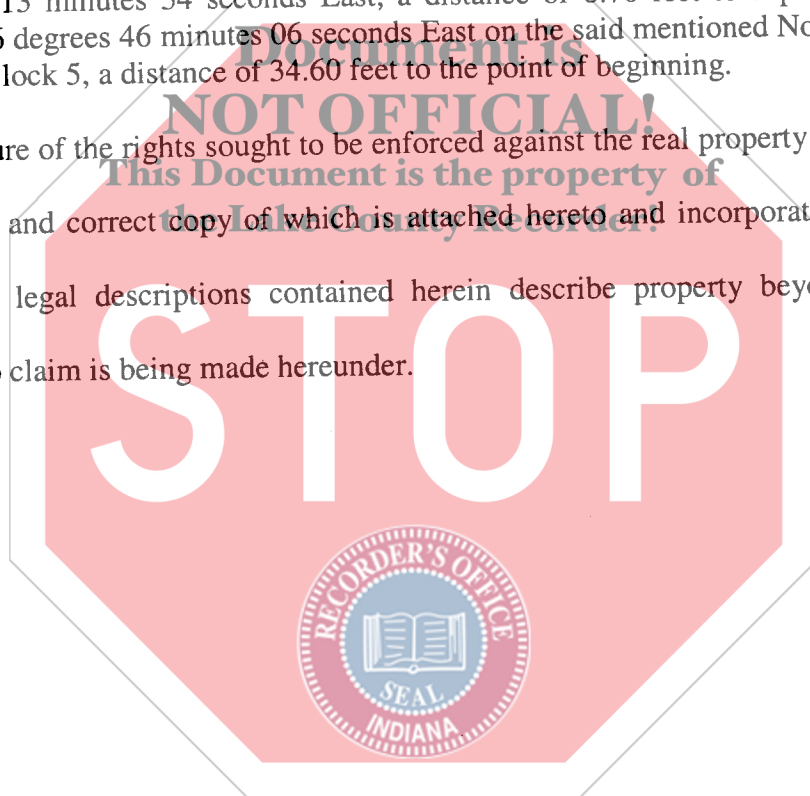 13 minutes 54 seconds East, a distance of
degrees 46 minutes 06 seconds East on the said mentioned
lock 5, a distance of 34.60 feet to the point of beginning.
Document is
NOT OFFICIAL!
This Document is the property of
the Lake County Recorder!
ure of the rights sought to be enforced against the real property
and correct copy of which is attached hereto and incorporat
legal descriptions contained herein describe property bey
claim is being made hereunder.
STOP
RECORDER'S OFFICE
SEAL
INDIANA